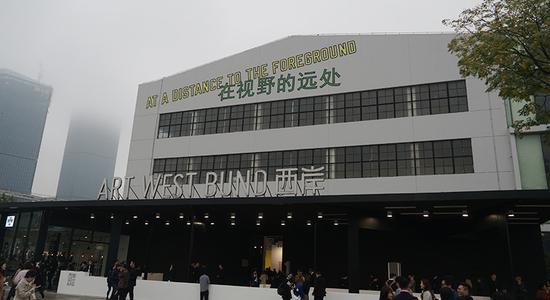 AT A DISTANCE TO THE FOREGROUND
在视野的远处
ART WEST BUND 西岸